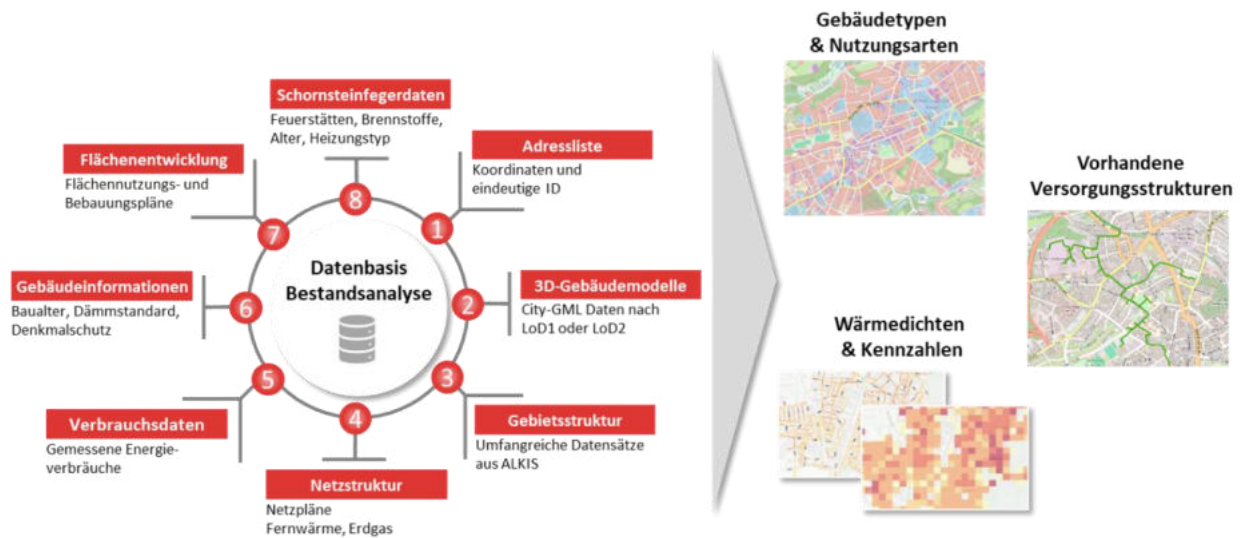 Gebäudetypen
& Nutzungsarten
Schornsteinfegerdaten
Feuerstätten, Brennstoffe,
Alter, Heizungstyp
Adressliste
Koordinaten und
eindeutige ID
Flächenentwicklung
Flächennutzungs- und
Bebauungspläne
Vorhandene
Versorgungsstrukturen
8
1
7
Datenbasis
Bestandsanalyse
Gebäudeinformationen
Baualter, Dämmstandard,
Denkmalschutz
6
2
3D-Gebäudemodelle
City-GML Daten nach
LoD1 oder LoD2
Wärmedichten
& Kennzahlen
5
3
4
Verbrauchsdaten
Gemessene Energie-
verbräuche
Gebietsstruktur
Umfangreiche Datensätze
aus ALKIS
Netzstruktur
Netzpläne
Fernwärme, Erdgas